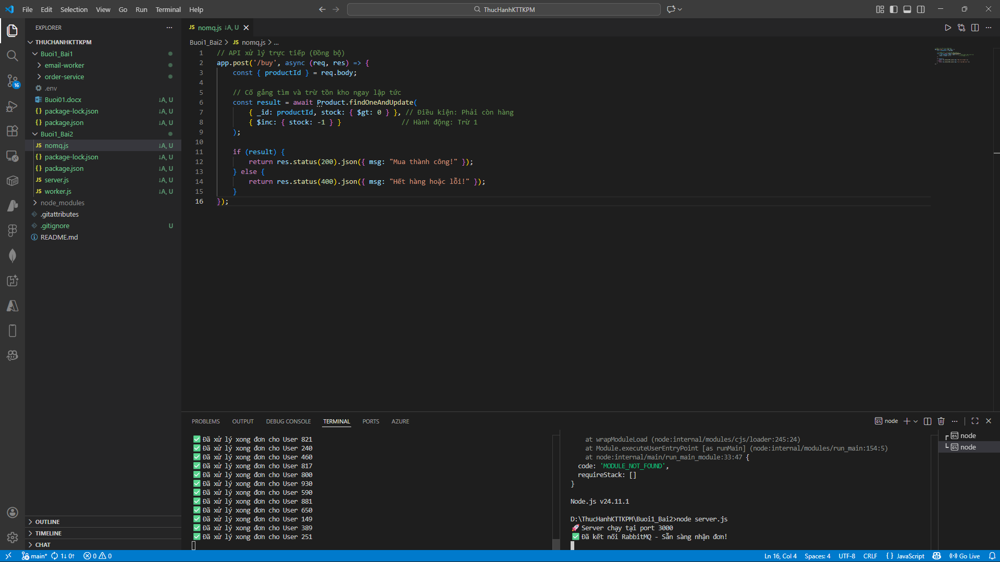 File Edit Selection View Go Run Terminal Help
ThucHanhKTTKPM
EXPLORER
THUCHANHKTTKPM
Buoi1_Bai1
email-worker
order-service
.env
Buoi01.docx ↓A, U
package-lock.json ↓A, U
package.json ↓A, U
Buoi1_Bai2
nomq.js ↓A, U
package-lock.json ↓A, U
package.json ↓A, U
server.js ↓A, U
worker.js ↓A, U
node_modules
.gitattributes
.gitignore U
README.md
OUTLINE
TIMELINE
CHAT
16
JS nomq.js ↓A, U
Buoi1_Bai2 > JS nomq.js > ...
1 // API xử lý trực tiếp (Đồng bộ)
2 app.post('/buy', async (req, res) => {
3 const { productId } = req.body;
4
5 // Cố gắng tìm và trừ tồn kho ngay lập tức
6 const result = await Product.findOneAndUpdate(
7 { _id: productId, stock: { $gt: 0 } }, // Điều kiện: Phải còn hàng
8 { $inc: { stock: -1 } } // Hành động: Trừ 1
9 );
10
11 if (result) {
12 return res.status(200).json({ msg: "Mua thành công!" });
13 } else {
14 return res.status(400).json({ msg: "Hết hàng hoặc lỗi!" });
15 }
16 });
PROBLEMS OUTPUT DEBUG CONSOLE TERMINAL PORTS AZURE
node
✅ Đã xử lý xong đơn cho User 821
✅ Đã xử lý xong đơn cho User 240
✅ Đã xử lý xong đơn cho User 460
✅ Đã xử lý xong đơn cho User 817
✅ Đã xử lý xong đơn cho User 800
✅ Đã xử lý xong đơn cho User 930
✅ Đã xử lý xong đơn cho User 590
✅ Đã xử lý xong đơn cho User 881
✅ Đã xử lý xong đơn cho User 650
✅ Đã xử lý xong đơn cho User 149
✅ Đã xử lý xong đơn cho User 389
✅ Đã xử lý xong đơn cho User 251
at wrapModuleLoad (node:internal/modules/cjs/loader:245:24)
at Module.executeUserEntryPoint [as runMain] (node:internal/modules/run_main:154:5)
at node:internal/main/run_main_module:33:47 {
code: 'MODULE_NOT_FOUND',
requireStack: []
}
Node.js v24.11.1
D:\ThucHanhKTTKPM\Buoi1_Bai2>node server.js
🚀 Server chạy tại port 3000
✅ Đã kết nối RabbitMQ - Sẵn sàng nhận đơn!
node
node
main* 1↓ 0↑ 0 0
Ln 16, Col 4 Spaces: 4 UTF-8 CRLF { } JavaScript Go Live